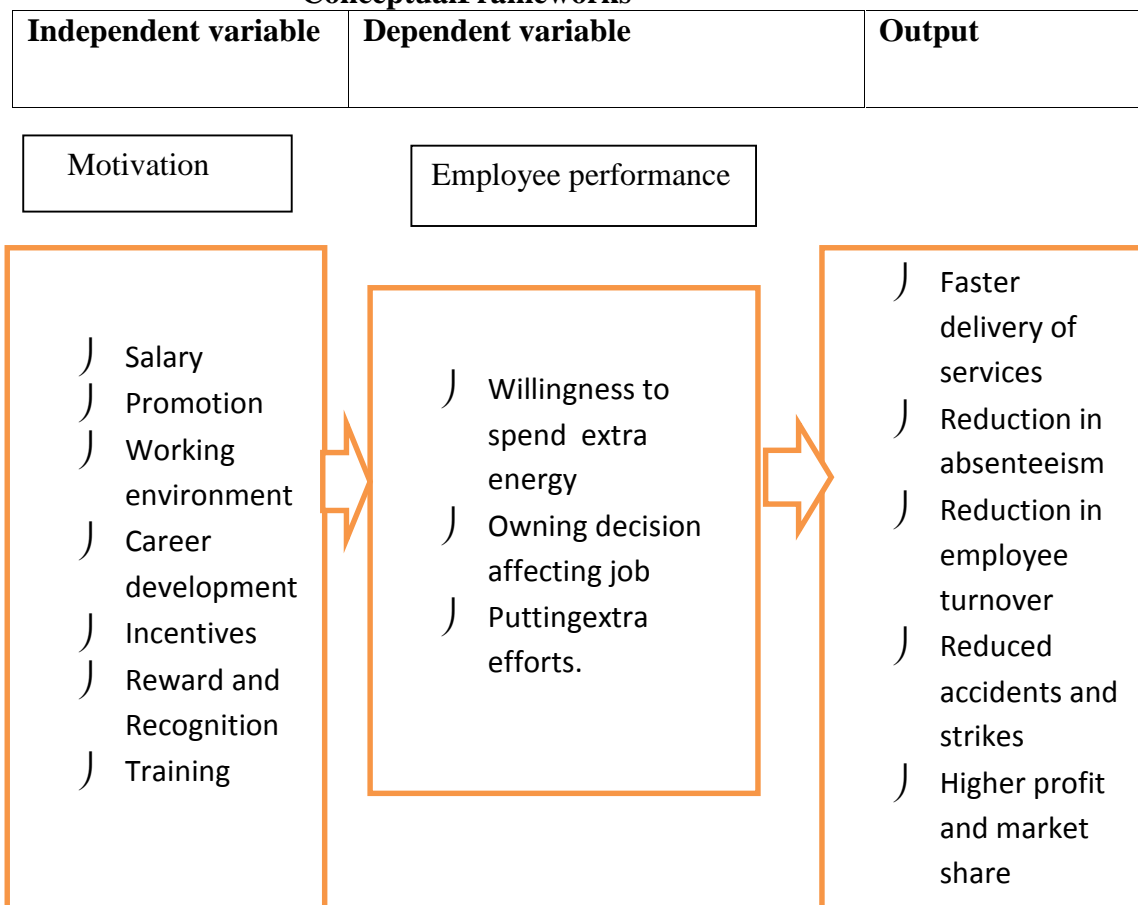 ConceptualFrameworks
Independent variable
Dependent variable
Output
Motivation
Employee performance
Salary
Promotion
Working
environment
Career
development
Incentives
Reward and
Recognition
Training
Willingness to
spend extra
energy
Owning decision
affecting job
Puttingextra
efforts.
Faster
delivery of
services
Reduction in
absenteeism
Reduction in
employee
turnover
Reduced
accidents and
strikes
Higher profit
and market
share